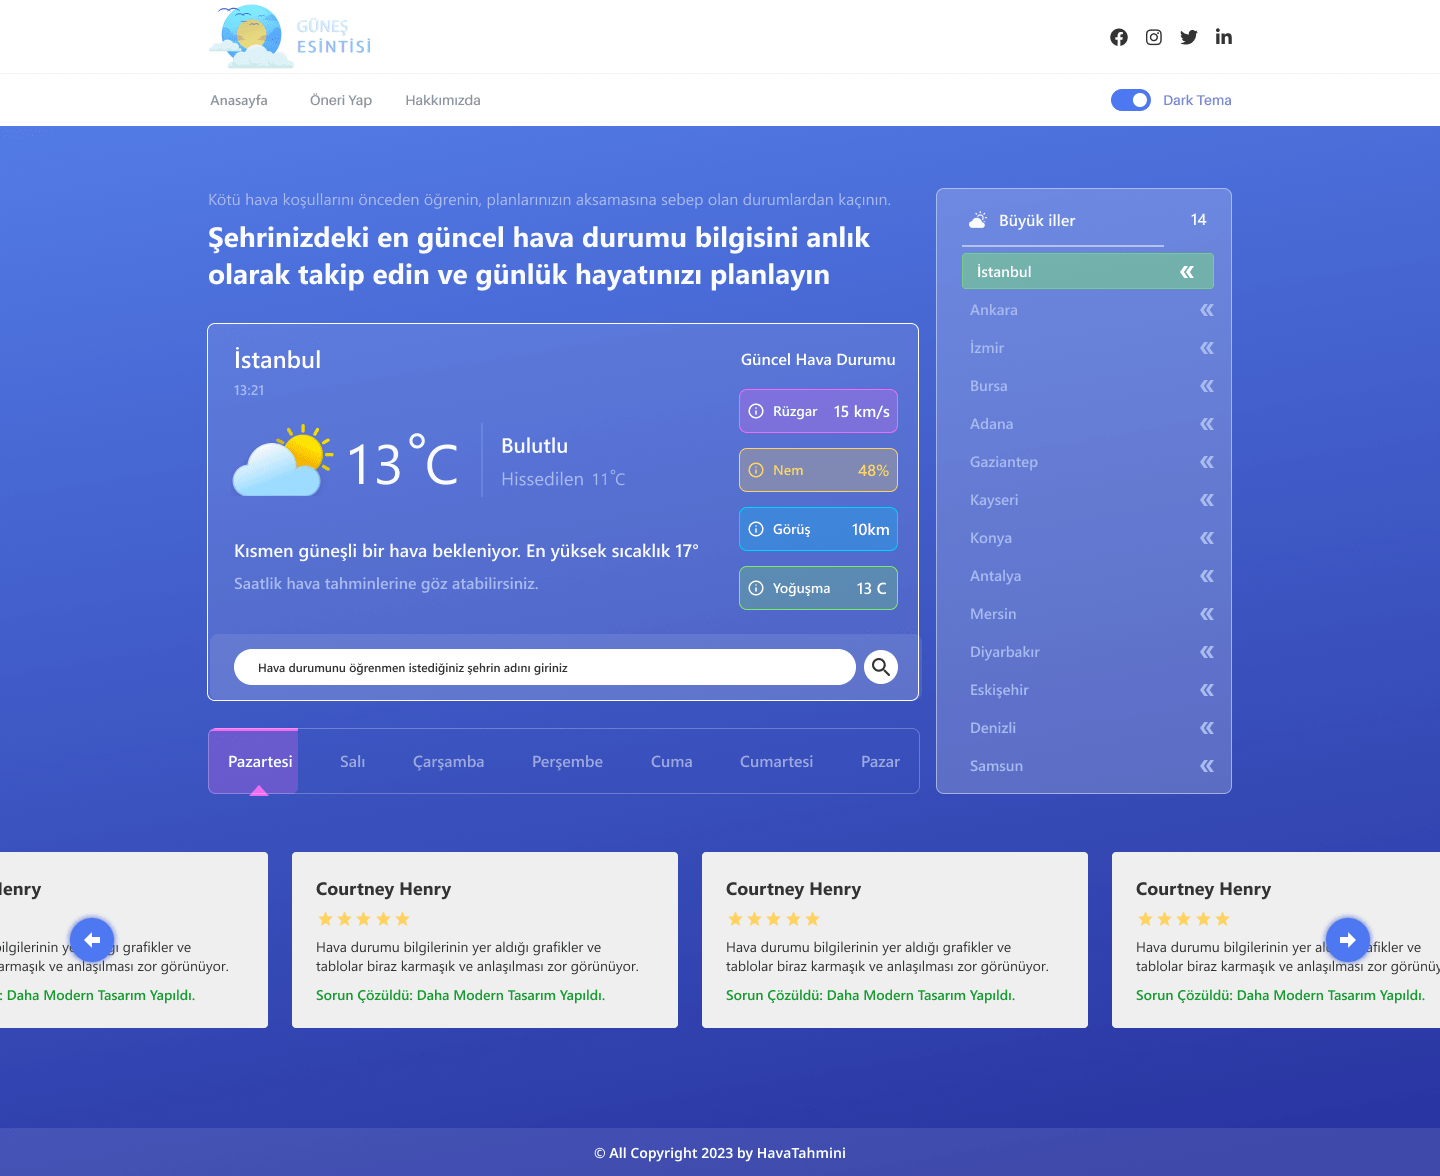 GÜNEŞ
ESİNTİSİ
Anasayfa
Öneri Yap
Hakkımızda
Dark Tema
Kötü hava koşullarını önceden öğrenin, planlarınızın aksamasına sebep olan durumlardan kaçının.
Şehrinizdeki en güncel hava durumu bilgisini anlık
olarak takip edin ve günlük hayatınızı planlayın
İstanbul
13:21
13°C
Bulutlu
Hissedilen 11°C
Kısmen güneşli bir hava bekleniyor. En yüksek sıcaklık 17°
Saatlik hava tahminlerine göz atabilirsiniz.
Güncel Hava Durumu
Rüzgar 15 km/s
Nem 48%
Görüş 10km
Yoğuşma 13 C
Hava durumunu öğrenmen istediğiniz şehrin adını giriniz
Pazartesi
Salı
Çarşamba
Perşembe
Cuma
Cumartesi
Pazar
Büyük iller 14
İstanbul
Ankara
İzmir
Bursa
Adana
Gaziantep
Kayseri
Konya
Antalya
Mersin
Diyarbakır
Eskişehir
Denizli
Samsun
grafikler ve
ve anlaşılması zor görünüyor.
: Daha Modern Tasarım Yapıldı.
Courtney Henry
Hava durumu bilgilerinin yer aldığı grafikler ve
tablolar biraz karmaşık ve anlaşılması zor görünüyor.
Sorun Çözüldü: Daha Modern Tasarım Yapıldı.
Courtney Henry
Hava durumu bilgilerinin yer aldığı grafikler ve
tablolar biraz karmaşık ve anlaşılması zor görünüyor.
Sorun Çözüldü: Daha Modern Tasarım Yapıldı.
Courtney Henry
Hava durumu bilgilerinin yer ve
tablolar biraz karmaşık ve anlaşılması zor
Sorun Çözüldü: Daha Modern Tasarım Yapıldı.
© All Copyright 2023 by HavaTahmini